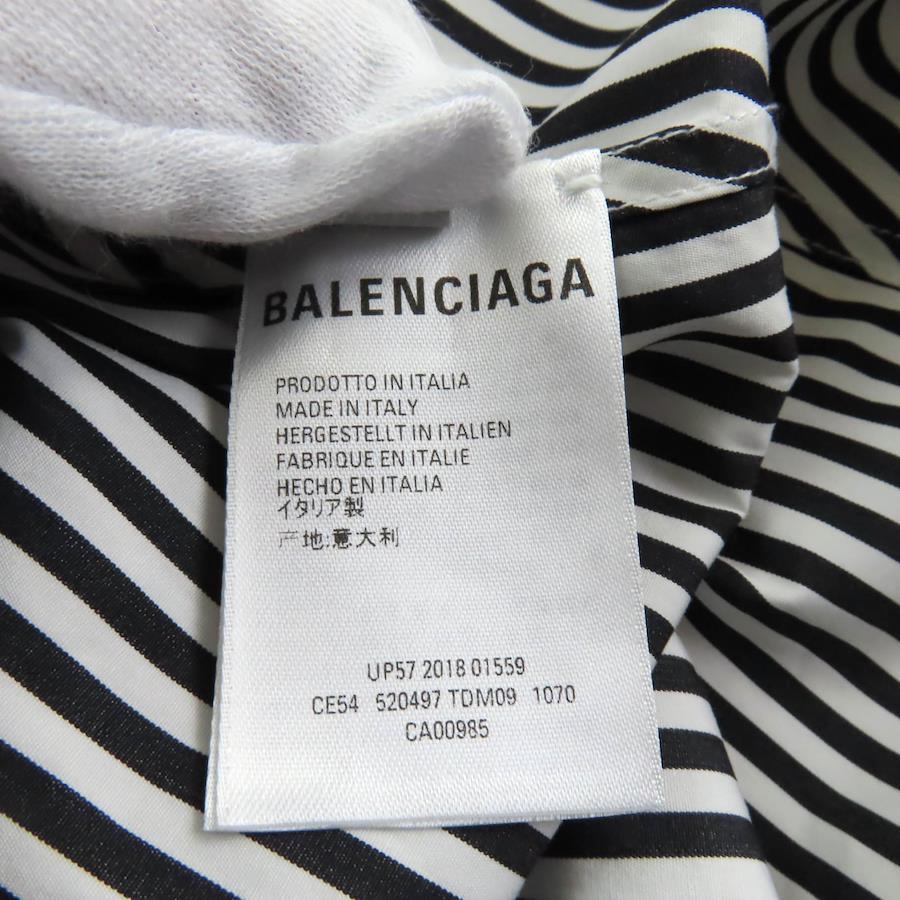 BALENCIAGA
PRODOTTO IN ITALIA
MADE IN ITALY
HERGESTELLT IN ITALIEN
FABRIQUE EN ITALIE
HECHO EN ITALIA
イタリア製
产地:意大利
UP57 2018 01559
CE54 520497 TDM09 1070
CA00985